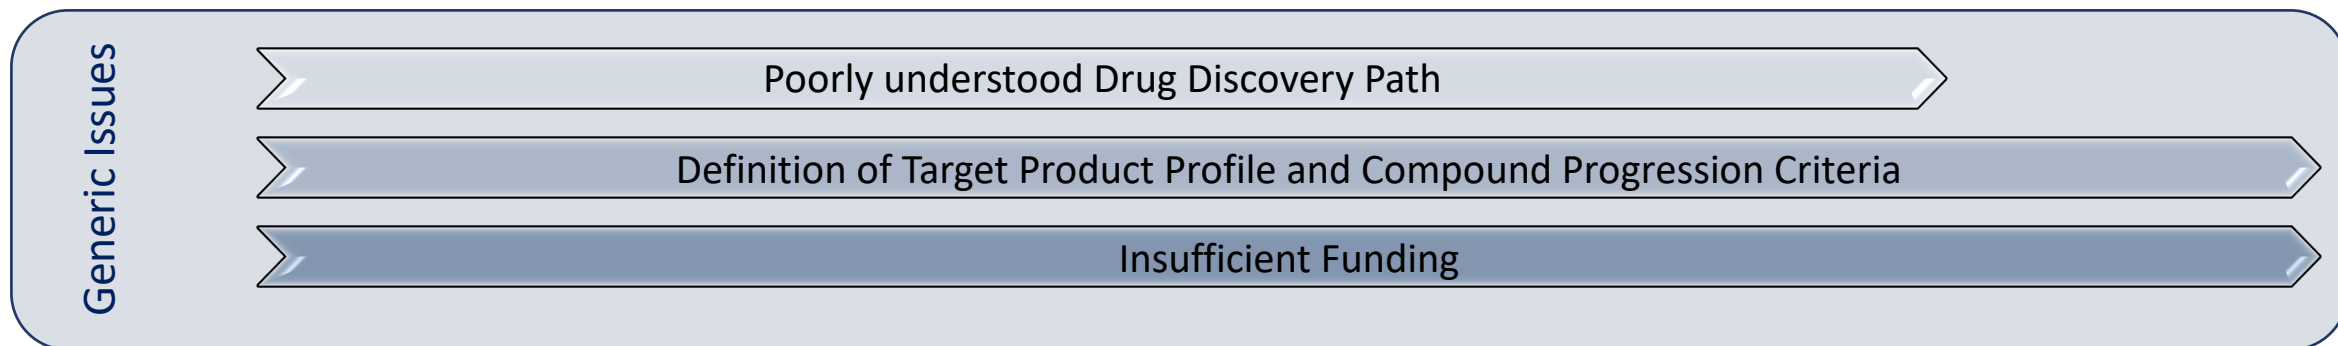 Generic Issues
Poorly understood Drug Discovery Path
Definition of Target Product Profile and Compound Progression Criteria
Insufficient Funding